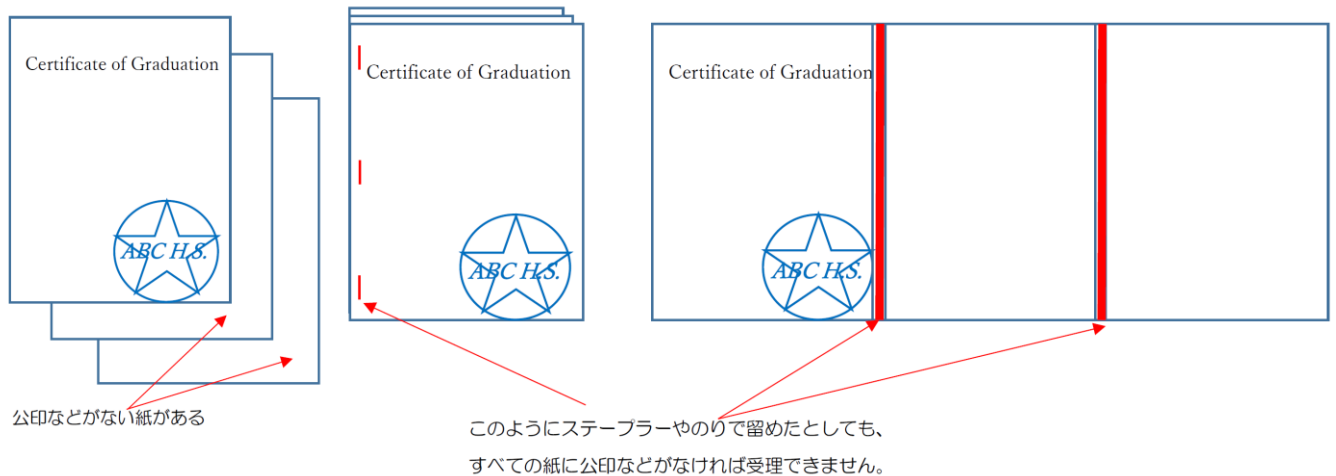 Certificate of Graduation
ABC H.S.
Certificate of Graduation
ABC H.S.
Certificate of Graduation
ABC H.S.
公印などがない紙がある
このようにステープラーやのりで留めたとしても、
すべての紙に公印などがなければ受理できません。